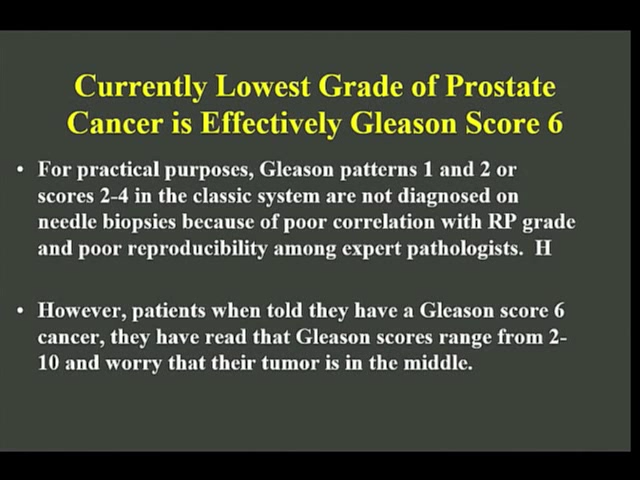 Currently Lowest Grade of Prostate
Cancer is Effectively Gleason Score 6
• For practical purposes, Gleason patterns 1 and 2 or
scores 2-4 in the classic system are not diagnosed on
needle biopsies because of poor correlation with RP grade
and poor reproducibility among expert pathologists. H
• However, patients when told they have a Gleason score 6
cancer, they have read that Gleason scores range from 2-
10 and worry that their tumor is in the middle.